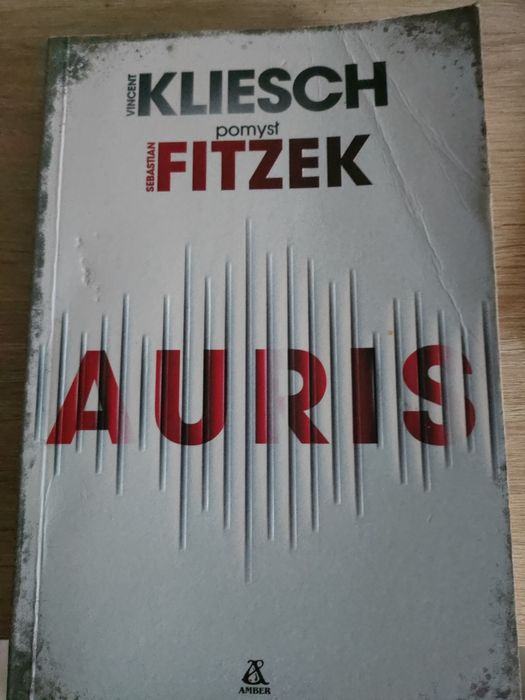 VINCENT
KLIESCH
pomysł
SEBASTIAN
FITZEK
AURIS
AMBER